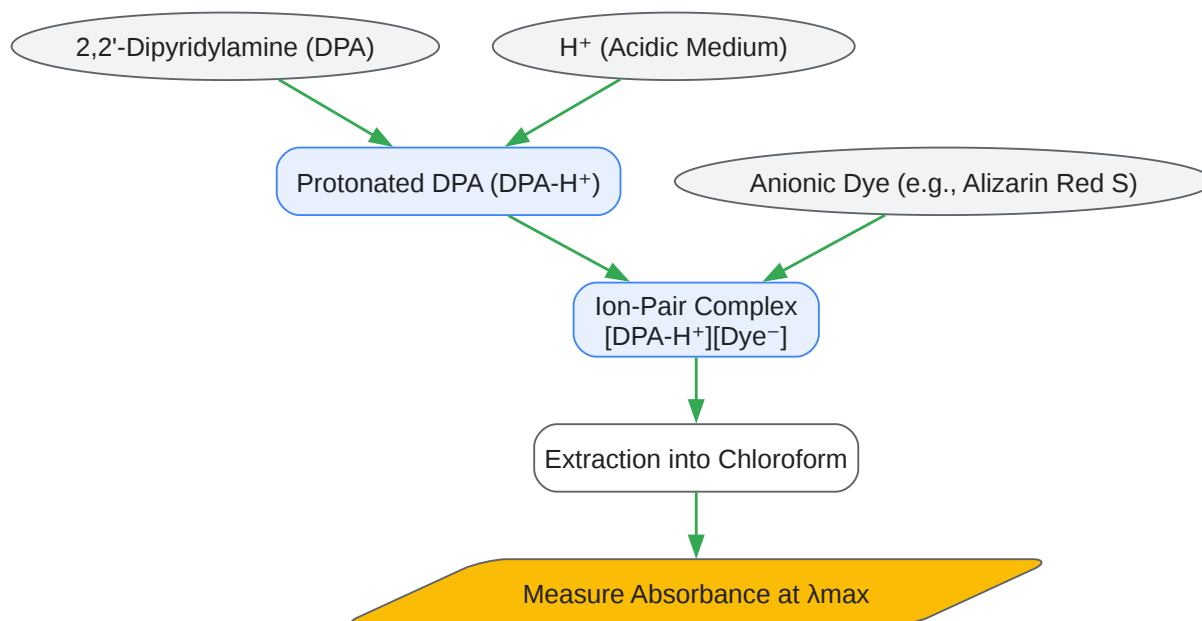 2,2'-Dipyridylamine (DPA)
H⁺ (Acidic Medium)
Protonated DPA (DPA-H⁺)
Anionic Dye (e.g., Alizarin Red S)
Ion-Pair Complex
[DPA-H⁺][Dye⁻]
Extraction into Chloroform
Measure Absorbance at λmax